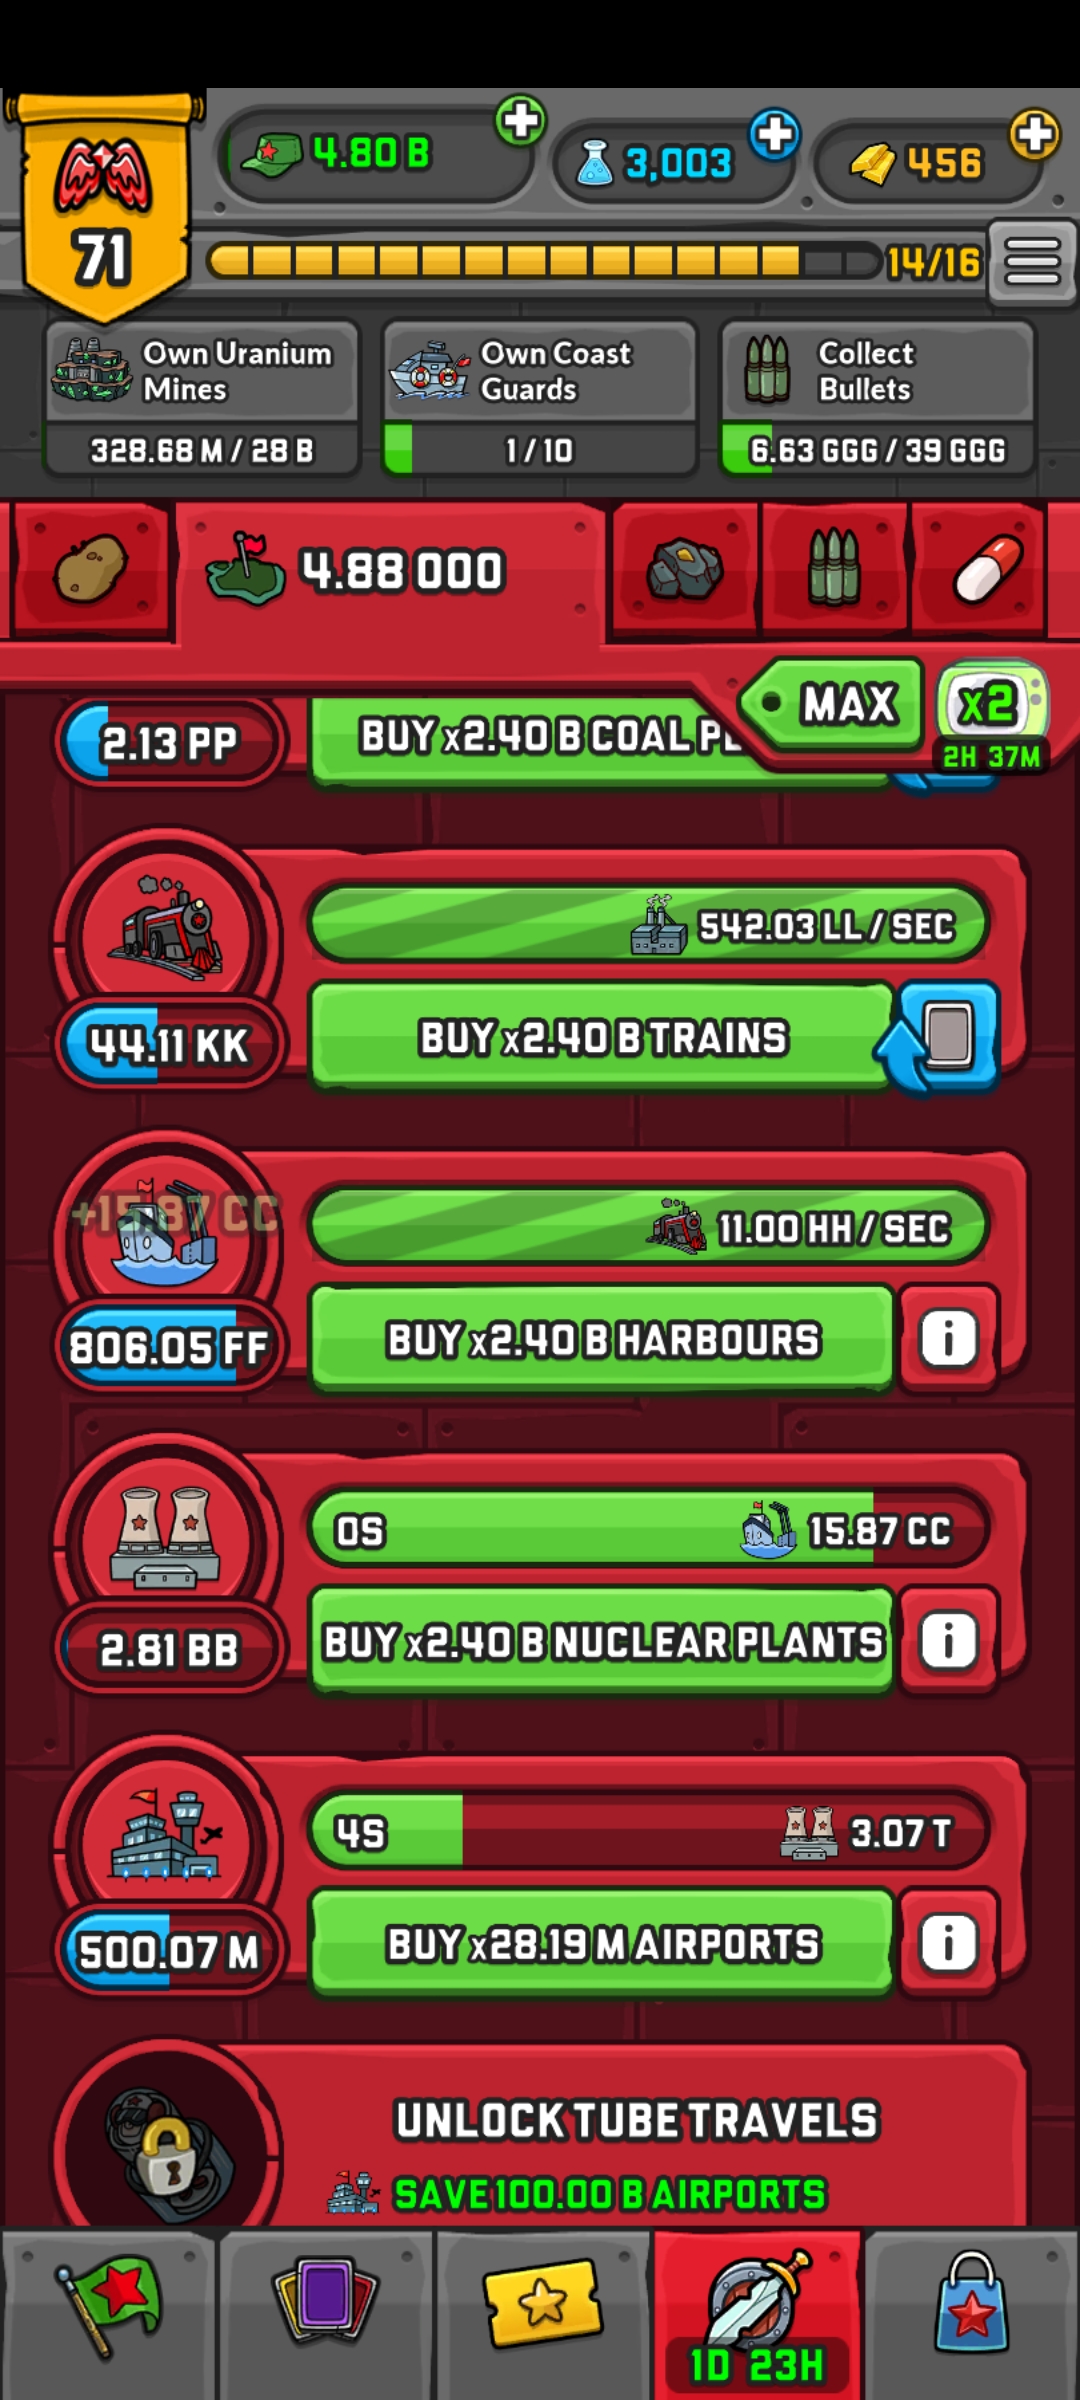 4.80 B
3,003
456
71
14/16
Own Uranium
Mines
328.68 M / 28 B
Own Coast
Guards
1 / 10
Collect
Bullets
6.63 GGG / 39 GGG
4.88 000
MAX
x2
2H 37M
2.13 PP
BUY x2.40 B COAL
542.03 LL / SEC
44.11 KK
BUY x2.40 B TRAINS
+15.87 CC
11.00 HH / SEC
806.05 FF
BUY x2.40 B HARBOURS
i
0S
15.87 CC
2.81 BB
BUY x2.40 B NUCLEAR PLANTS
i
4S
3.07 T
500.07 M
BUY x28.19 M AIRPORTS
i
UNLOCK TUBE TRAVELS
SAVE 100.00 B AIRPORTS
1D 23H